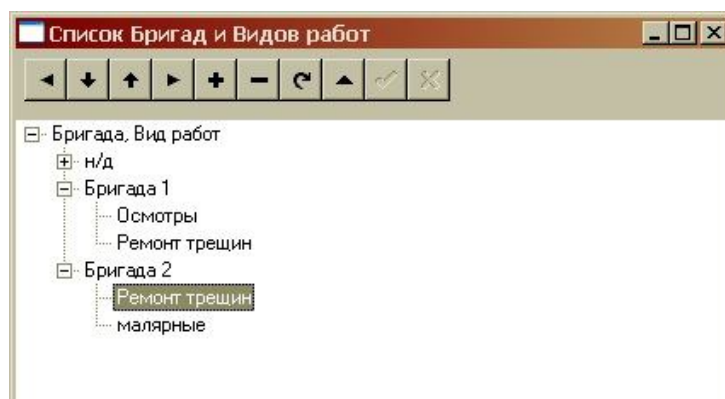 Список Бригад и Видов работ
Бригада, Вид работ
н/д
Бригада 1
Осмотры
Ремонт трещин
Бригада 2
Ремонт трещин
малярные